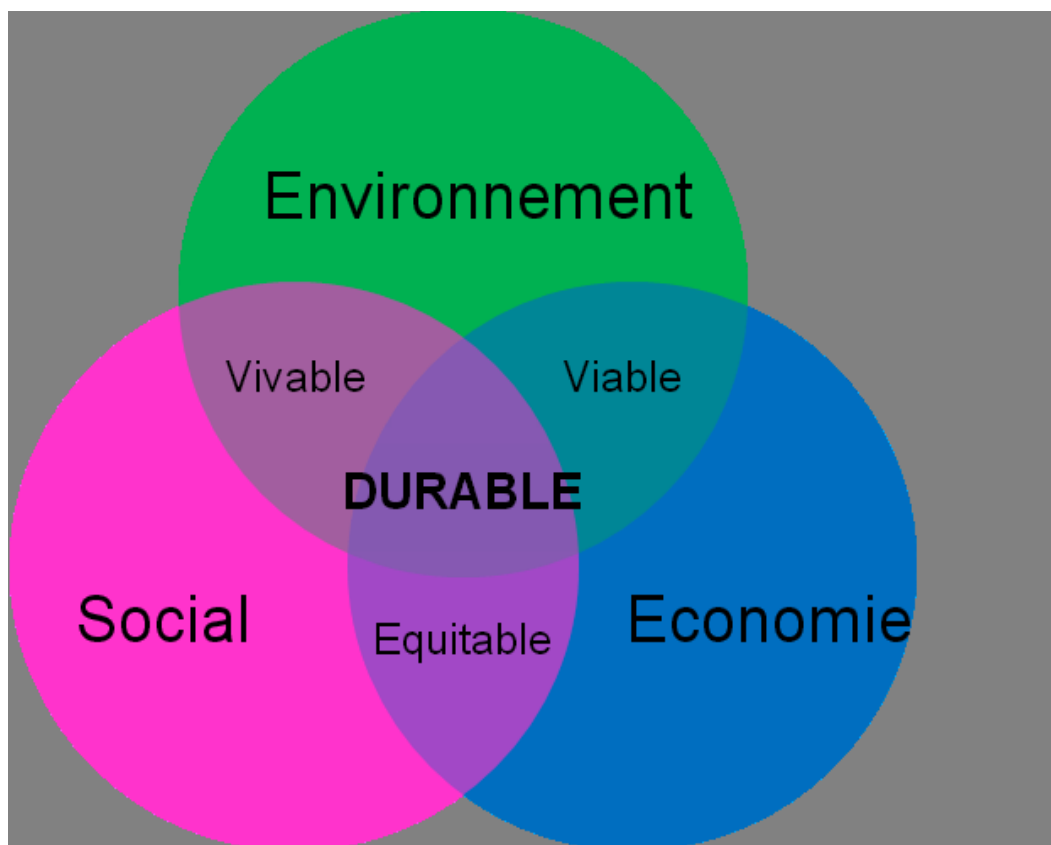 Environnement
Vivable
Viable
DURABLE
Social
Economie
Equitable